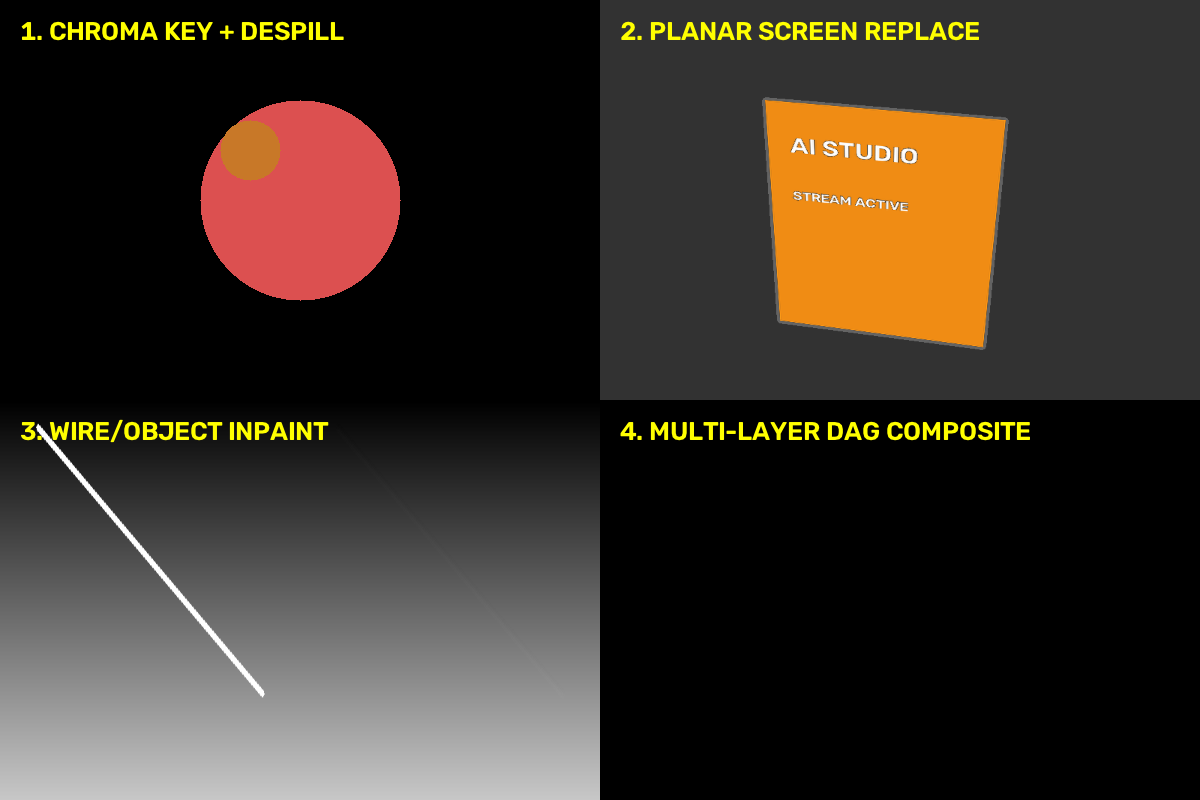 1. CHROMA KEY + DESPILL
2. PLANAR SCREEN REPLACE
AI STUDIO
STREAM ACTIVE
3. WIRE/OBJECT INPAINT
4. MULTI-LAYER DAG COMPOSITE